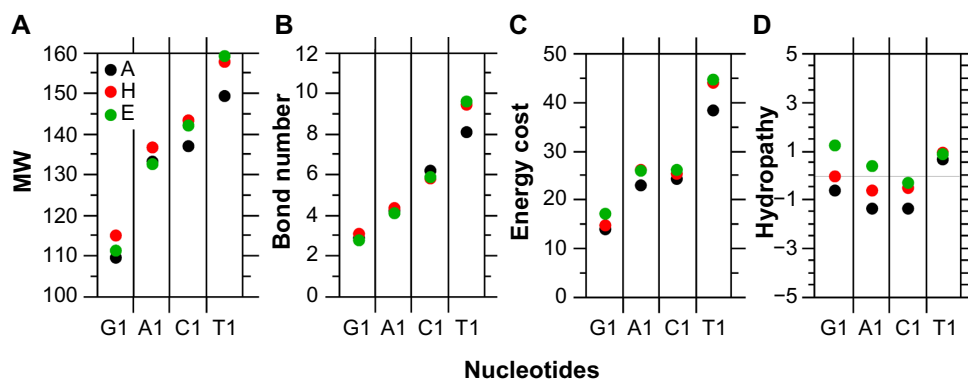 A
B
C
D
MW
160
150
140
130
120
110
100
A
H
E
G1 A1 C1 T1
Bond number
12
10
8
6
4
2
0
G1 A1 C1 T1
Energy cost
50
40
30
20
10
0
G1 A1 C1 T1
Hydropathy
5
3
1
−1
−3
−5
G1 A1 C1 T1
Nucleotides